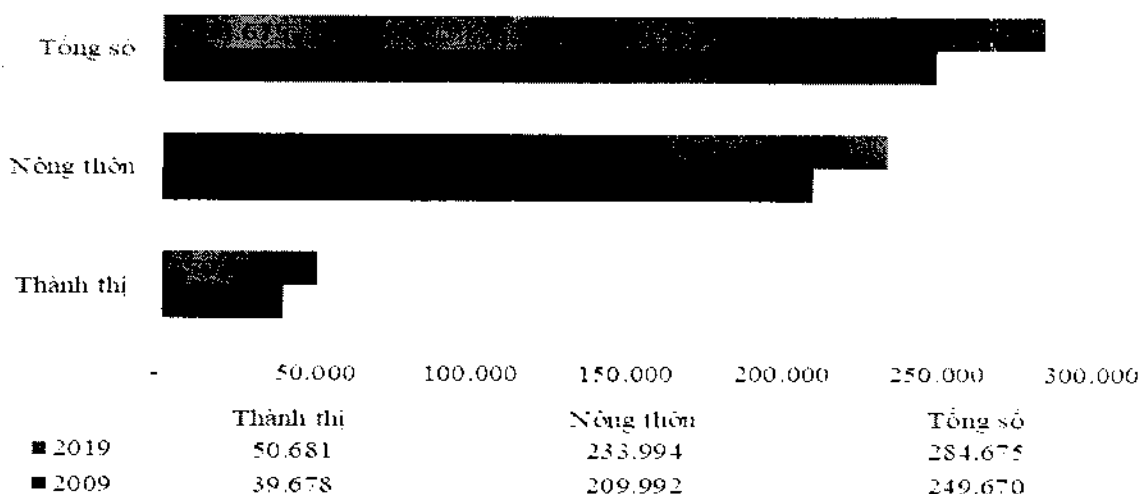 Tổng số
Nông thôn
Thành thị
- 50.000 100.000 150.000 200.000 250.000 300.000
Thành thị Nông thôn Tổng số
2019 50.681 233.994 284.675
2009 39.678 209.992 249.670